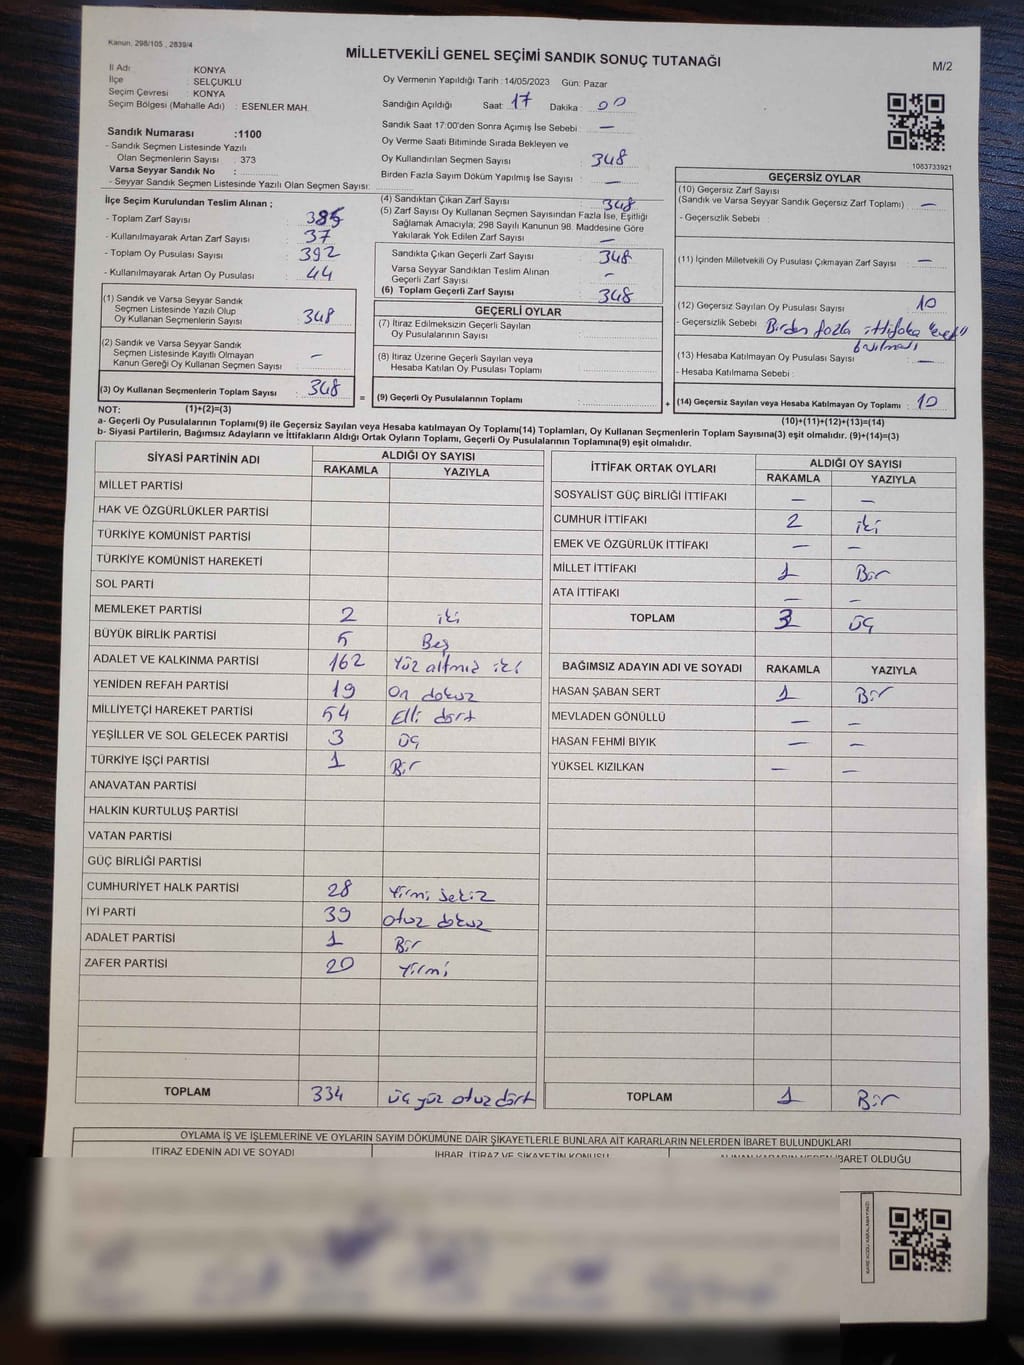 Kanun, 298/105 , 2839/4
MİLLETVEKİLİ GENEL SEÇİMİ SANDIK SONUÇ TUTANAĞI
M/2
İl Adı : KONYA
İlçe : SELÇUKLU
Seçim Çevresi : KONYA
Seçim Bölgesi (Mahalle Adı) : ESENLER MAH.
Sandık Numarası :1100
- Sandık Seçmen Listesinde Yazılı
Olan Seçmenlerin Sayısı : 373
Varsa Seyyar Sandık No :
- Seyyar Sandık Seçmen Listesinde Yazılı Olan Seçmen Sayısı:
Oy Vermenin Yapıldığı Tarih : 14/05/2023 Gün: Pazar
Sandığın Açıldığı Saat: 17 Dakika : 00
Sandık Saat 17:00'den Sonra Açımış İse Sebebi : —
Oy Verme Saati Bitiminde Sırada Bekleyen ve
Oy Kullandırılan Seçmen Sayısı : 348
Birden Fazla Sayım Döküm Yapılmış İse Sayısı : —
1083733921
İlçe Seçim Kurulundan Teslim Alınan ;
- Toplam Zarf Sayısı : 385
- Kullanılmayarak Artan Zarf Sayısı : 37
- Toplam Oy Pusulası Sayısı : 392
- Kullanılmayarak Artan Oy Pusulası : 44
(1) Sandık ve Varsa Seyyar Sandık
Seçmen Listesinde Yazılı Olup
Oy Kullanan Seçmenlerin Sayısı : 348
(2) Sandık ve Varsa Seyyar Sandık
Seçmen Listesinde Kayıtlı Olmayan
Kanun Gereği Oy Kullanan Seçmen Sayısı : —
(3) Oy Kullanan Seçmenlerin Toplam Sayısı : 348
(4) Sandıktan Çıkan Zarf Sayısı : 348
(5) Zarf Sayısı Oy Kullanan Seçmen Sayısından Fazla İse, Eşitliği
Sağlamak Amacıyla; 298 Sayılı Kanunun 98. Maddesine Göre
Yakılarak Yok Edilen Zarf Sayısı : —
Sandıkta Çıkan Geçerli Zarf Sayısı : 348
Varsa Seyyar Sandıktan Teslim Alınan
Geçerli Zarf Sayısı : —
(6) Toplam Geçerli Zarf Sayısı : 348
GEÇERLİ OYLAR
(7) İtiraz Edilmeksizin Geçerli Sayılan
Oy Pusulalarının Sayısı :
(8) İtiraz Üzerine Geçerli Sayılan veya
Hesaba Katılan Oy Pusulası Toplamı :
= (9) Geçerli Oy Pusulalarının Toplamı :
GEÇERSİZ OYLAR
(10) Geçersiz Zarf Sayısı
(Sandık ve Varsa Seyyar Sandık Geçersiz Zarf Toplamı) : —
- Geçersizlik Sebebi :
(11) İçinden Milletvekili Oy Pusulası Çıkmayan Zarf Sayısı : —
(12) Geçersiz Sayılan Oy Pusulası Sayısı : 10
- Geçersizlik Sebebi : Birden fazla ittifaka "evet"
basılması
(13) Hesaba Katılmayan Oy Pusulası Sayısı : —
- Hesaba Katılmama Sebebi :
+ (14) Geçersiz Sayılan veya Hesaba Katılmayan Oy Toplamı : 10
NOT: (1)+(2)=(3)
(10)+(11)+(12)+(13)=(14)
a- Geçerli Oy Pusulalarının Toplamı(9) ile Geçersiz Sayılan veya Hesaba katılmayan Oy Toplamı(14) Toplamları, Oy Kullanan Seçmenlerin Toplam Sayısına(3) eşit olmalıdır. (9)+(14)=(3)
b- Siyasi Partilerin, Bağımsız Adayların ve İttifakların Aldığı Ortak Oyların Toplamı, Geçerli Oy Pusulalarının Toplamına(9) eşit olmalıdır.
SİYASİ PARTİNİN ADI ALDIĞI OY SAYISI
RAKAMLA YAZIYLA
MİLLET PARTİSİ
HAK VE ÖZGÜRLÜKLER PARTİSİ
TÜRKİYE KOMÜNİST PARTİSİ
TÜRKİYE KOMÜNİST HAREKETİ
SOL PARTİ
MEMLEKET PARTİSİ 2 iki
BÜYÜK BİRLİK PARTİSİ 5 Beş
ADALET VE KALKINMA PARTİSİ 162 Yüz altmış iki
YENİDEN REFAH PARTİSİ 19 On dokuz
MİLLİYETÇİ HAREKET PARTİSİ 54 Elli dört
YEŞİLLER VE SOL GELECEK PARTİSİ 3 üç
TÜRKİYE İŞÇİ PARTİSİ 1 Bir
ANAVATAN PARTİSİ
HALKIN KURTULUŞ PARTİSİ
VATAN PARTİSİ
GÜÇ BİRLİĞİ PARTİSİ
CUMHURİYET HALK PARTİSİ 28 Yirmi sekiz
İYİ PARTİ 39 otuz dokuz
ADALET PARTİSİ 1 Bir
ZAFER PARTİSİ 20 Yirmi
TOPLAM 334 üç yüz otuz dört
İTTİFAK ORTAK OYLARI ALDIĞI OY SAYISI
RAKAMLA YAZIYLA
SOSYALİST GÜÇ BİRLİĞİ İTTİFAKI — —
CUMHUR İTTİFAKI 2 iki
EMEK VE ÖZGÜRLÜK İTTİFAKI — —
MİLLET İTTİFAKI 1 Bir
ATA İTTİFAKI — —
TOPLAM 3 üç
BAĞIMSIZ ADAYIN ADI VE SOYADI RAKAMLA YAZIYLA
HASAN ŞABAN SERT 1 Bir
MEVLADEN GÖNÜLLÜ — —
HASAN FEHMİ BIYIK — —
YÜKSEL KIZILKAN — —
TOPLAM 1 Bir
OYLAMA İŞ VE İŞLEMLERİNE VE OYLARIN SAYIM DÖKÜMÜNE DAİR ŞİKAYETLERLE BUNLARA AİT KARARLARIN NELERDEN İBARET BULUNDUKLARI
İTİRAZ EDENİN ADI VE SOYADI
İHBAR, İTİRAZ VE ŞİKAYETİN KONUSU
ALINAN KARARIN NEDEN İBARET OLDUĞU